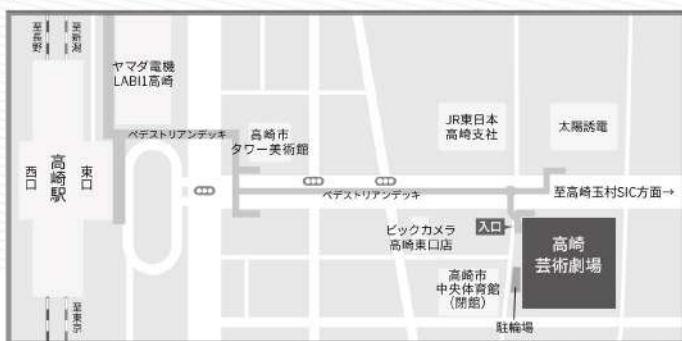 至長野
至新潟
ヤマダ電機
LABI1高崎
ペデストリアンデッキ
高崎市
タワー美術館
JR東日本
高崎支社
太陽誘電
西口
高崎駅
東口
ペデストリアンデッキ
至高崎玉村SIC方面→
ビックカメラ
高崎東口店
入口
高崎
芸術劇場
高崎市
中央体育館
（閉館）
駐輪場
至東京